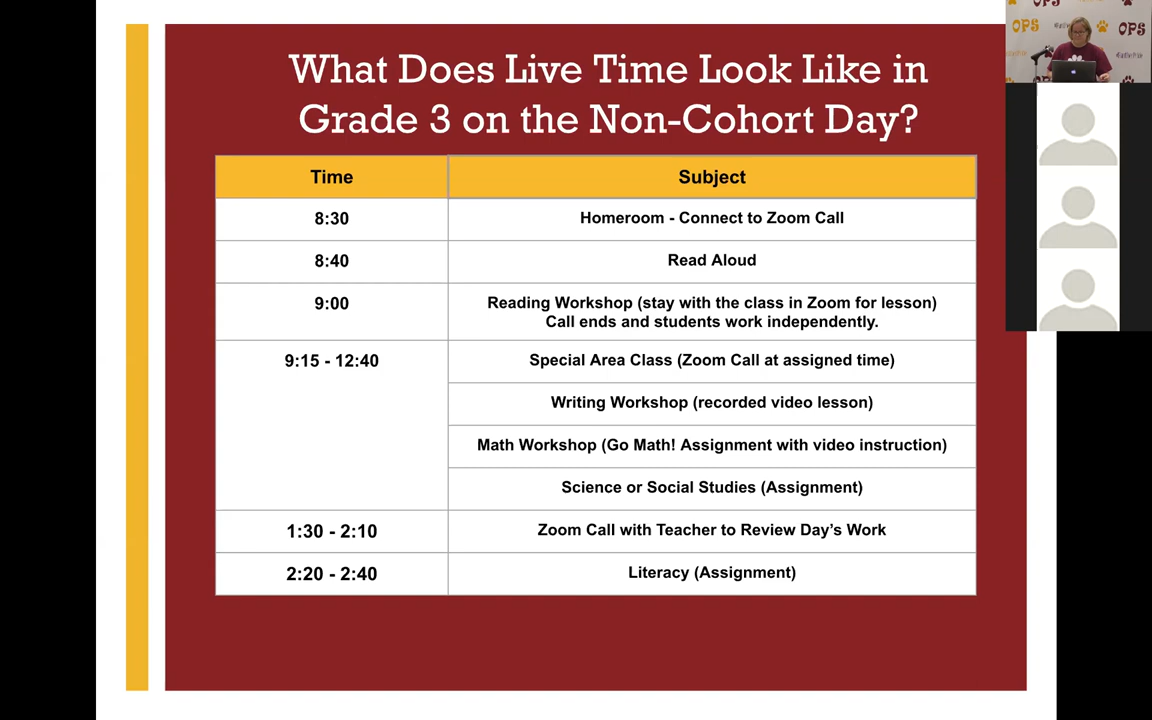 What Does Live Time Look Like in
Grade 3 on the Non-Cohort Day?
Time Subject
8:30 Homeroom - Connect to Zoom Call
8:40 Read Aloud
9:00 Reading Workshop (stay with the class in Zoom for lesson)
Call ends and students work independently.
9:15 - 12:40 Special Area Class (Zoom Call at assigned time)
Writing Workshop (recorded video lesson)
Math Workshop (Go Math! Assignment with video instruction)
Science or Social Studies (Assignment)
1:30 - 2:10 Zoom Call with Teacher to Review Day’s Work
2:20 - 2:40 Literacy (Assignment)
OPS
OPS